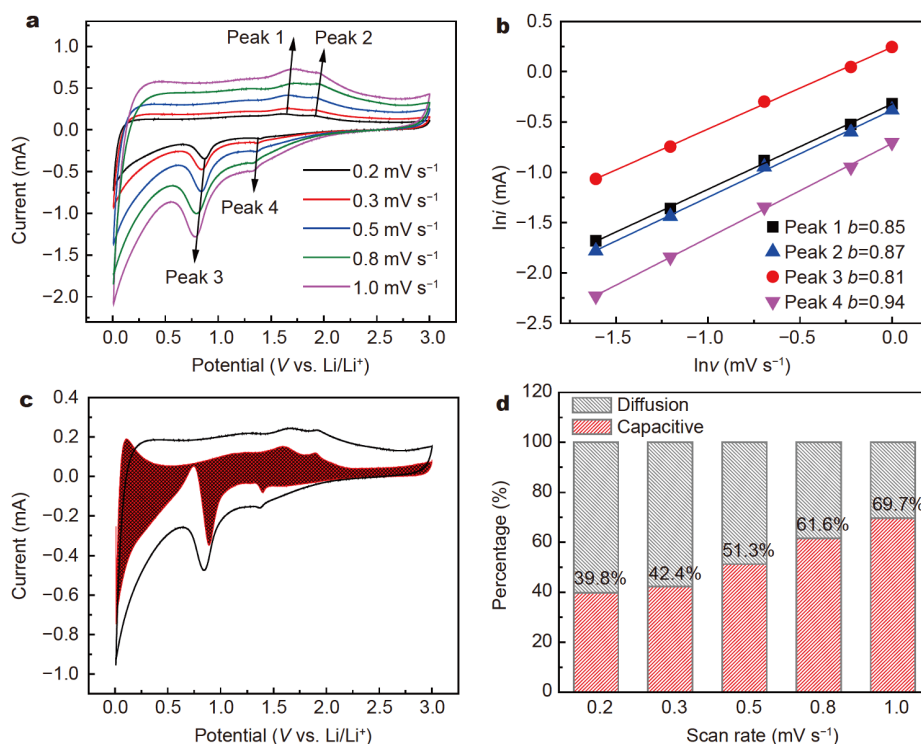 a
Peak 1
Peak 2
1.0
0.5
0.0
−0.5
−1.0
−1.5
−2.0
Current (mA)
Peak 4
Peak 3
0.2 mV s⁻¹
0.3 mV s⁻¹
0.5 mV s⁻¹
0.8 mV s⁻¹
1.0 mV s⁻¹
0.0 0.5 1.0 1.5 2.0 2.5 3.0
Potential (V vs. Li/Li⁺)
b
0.5
0.0
−0.5
−1.0
−1.5
−2.0
−2.5
lni (mA)
Peak 1 b=0.85
Peak 2 b=0.87
Peak 3 b=0.81
Peak 4 b=0.94
−1.5 −1.0 −0.5 0.0
lnv (mV s⁻¹)
c
0.4
0.2
0.0
−0.2
−0.4
−0.6
−0.8
−1.0
Current (mA)
0.0 0.5 1.0 1.5 2.0 2.5 3.0
Potential (V vs. Li/Li⁺)
d
120
100
80
60
40
20
0
Percentage (%)
Diffusion
Capacitive
39.8%
42.4%
51.3%
61.6%
69.7%
0.2 0.3 0.5 0.8 1.0
Scan rate (mV s⁻¹)